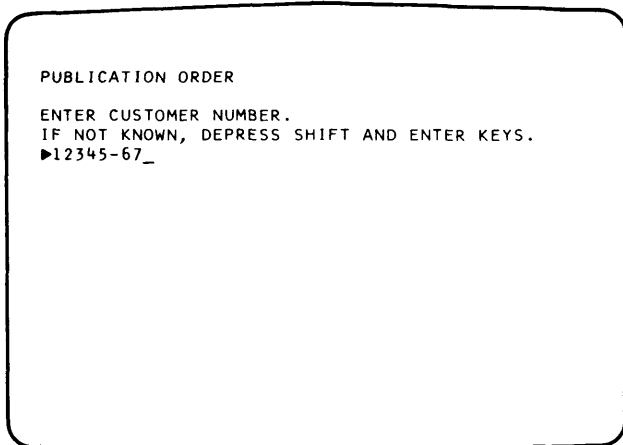 PUBLICATION ORDER
ENTER CUSTOMER NUMBER.
IF NOT KNOWN, DEPRESS SHIFT AND ENTER KEYS.
▶12345-67_